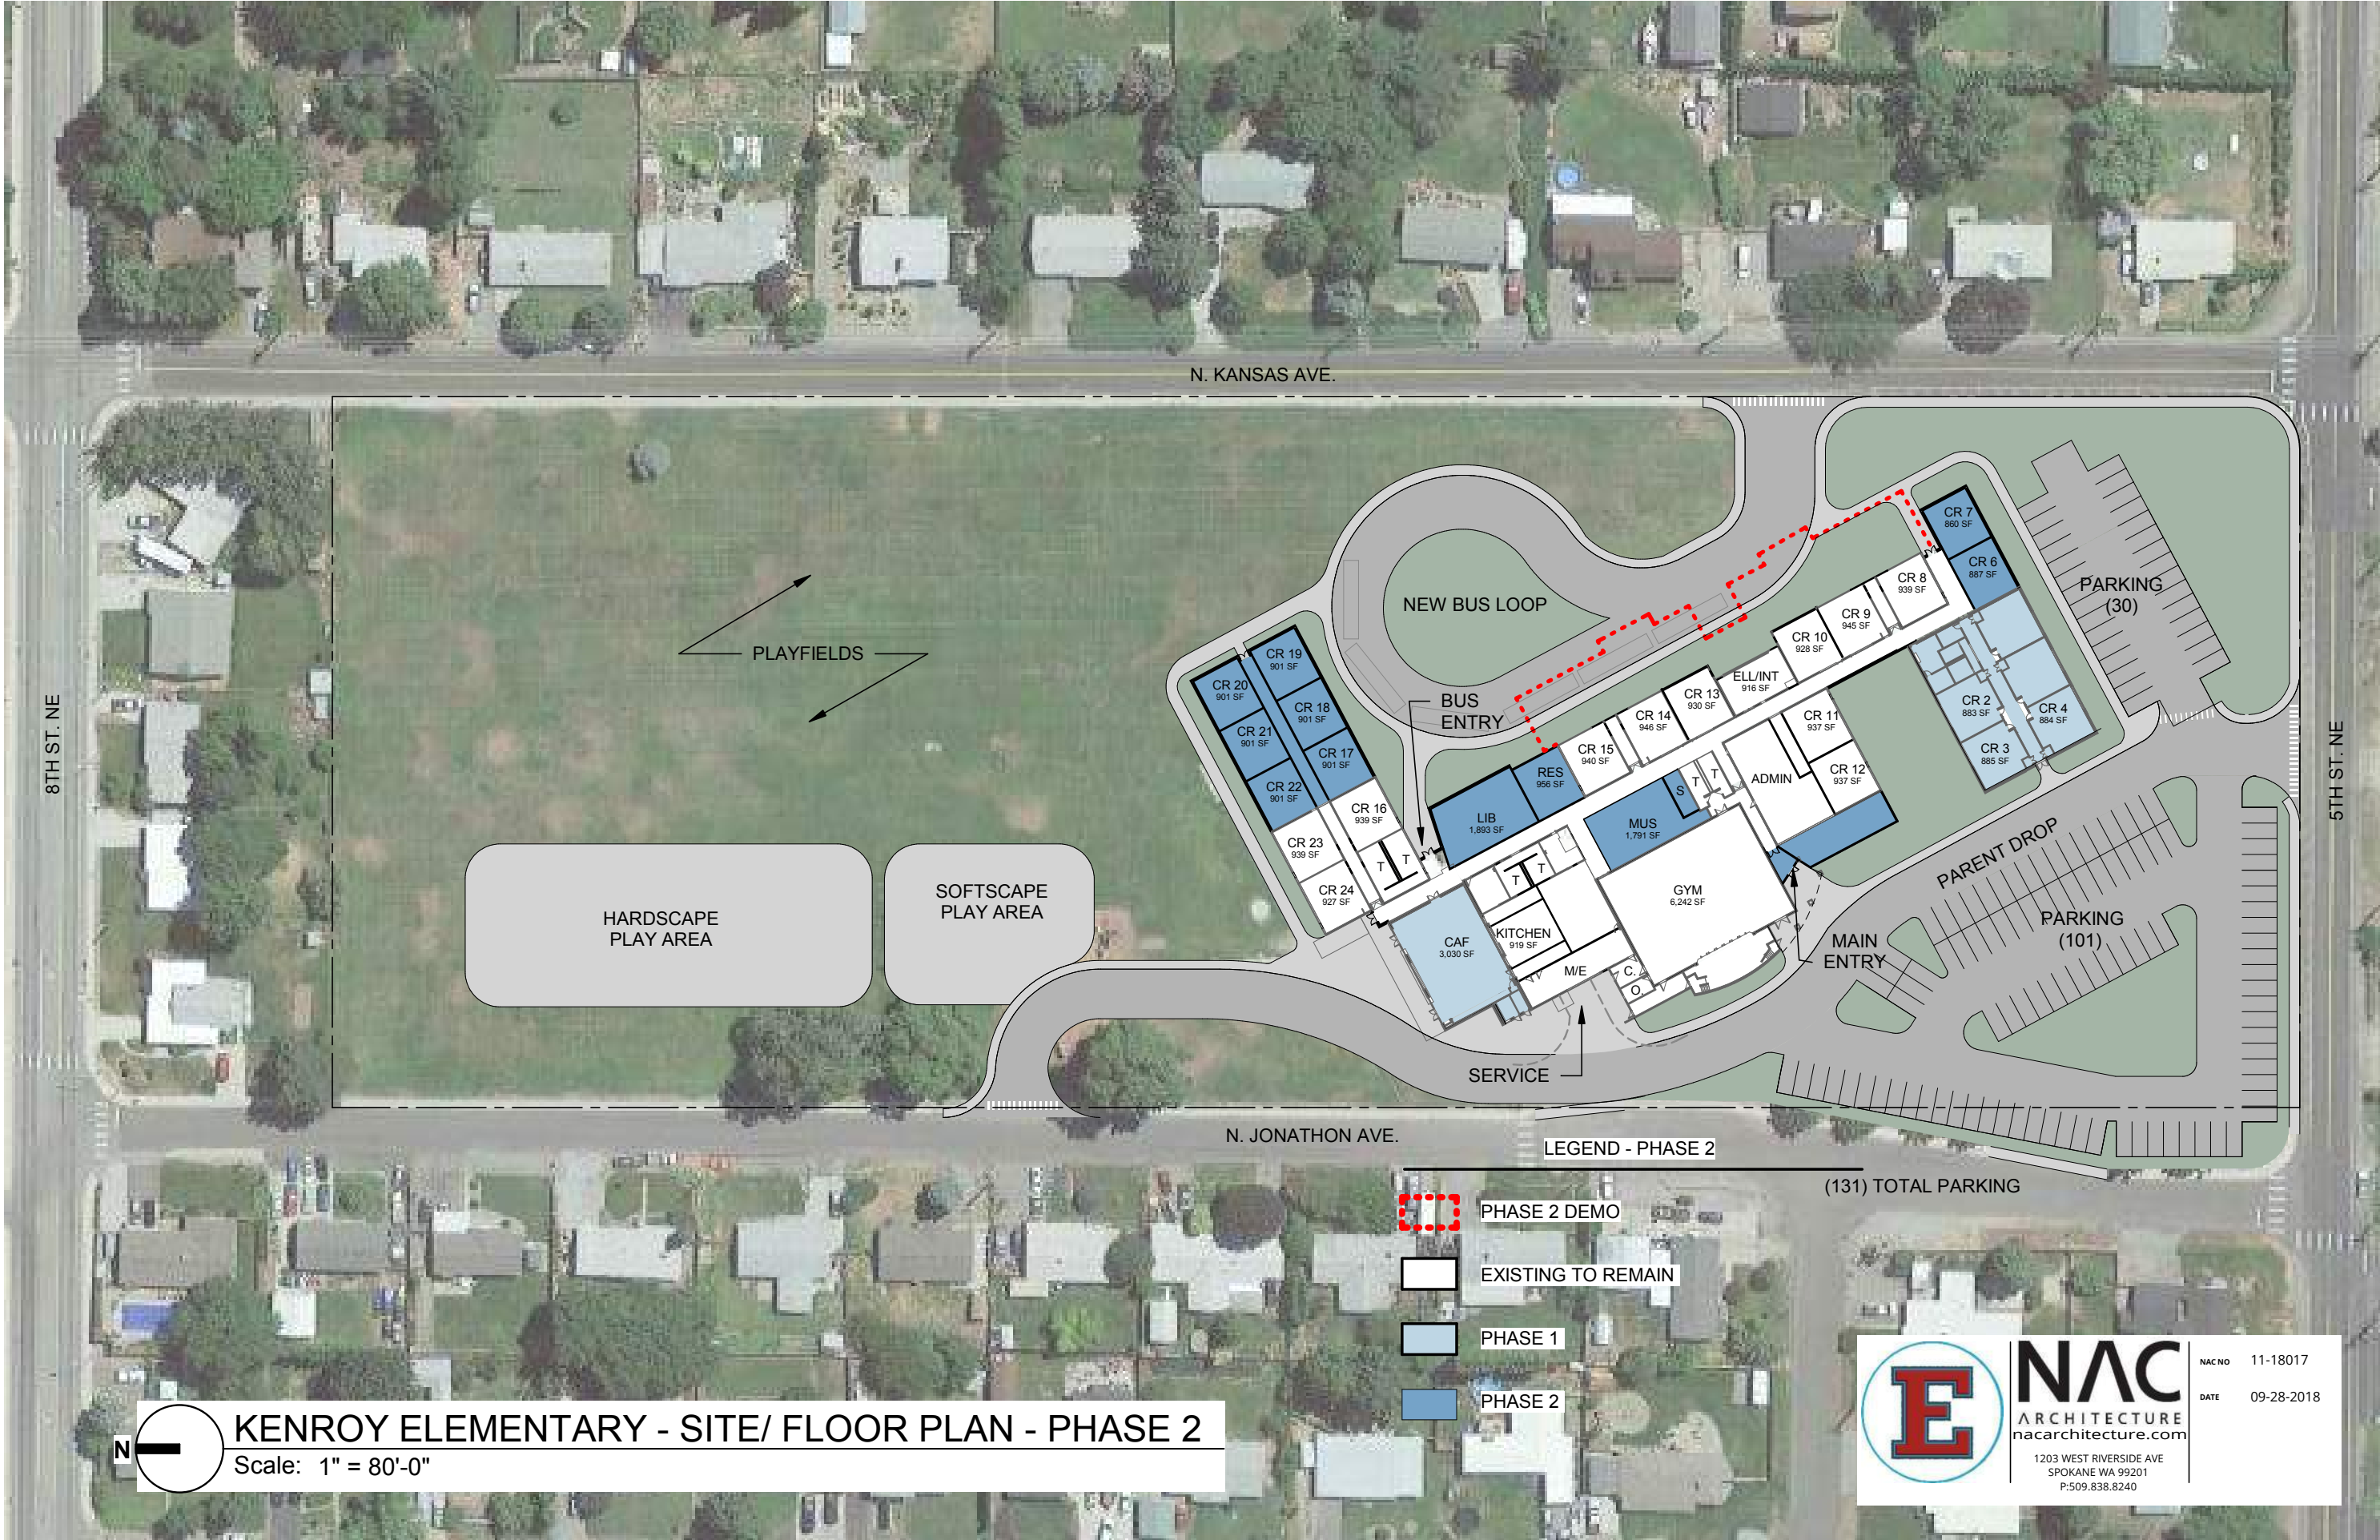 N. KANSAS AVE.
8TH ST. NE
5TH ST. NE
PLAYFIELDS
NEW BUS LOOP
BUS
ENTRY
CR 7
860 SF
CR 6
887 SF
CR 8
939 SF
CR 9
945 SF
CR 10
928 SF
ELL/INT
916 SF
CR 13
930 SF
CR 14
946 SF
CR 15
940 SF
RES
956 SF
LIB
1,893 SF
CR 11
937 SF
CR 12
937 SF
ADMIN
CR 2
883 SF
CR 4
884 SF
CR 3
885 SF
CR 19
901 SF
CR 20
901 SF
CR 18
901 SF
CR 21
901 SF
CR 17
901 SF
CR 22
901 SF
CR 16
939 SF
CR 23
939 SF
CR 24
927 SF
T
T
T
T
T
T
S
MUS
1,791 SF
GYM
6,242 SF
KITCHEN
919 SF
CAF
3,030 SF
M/E
C.
O.
PARKING
(30)
PARENT DROP
PARKING
(101)
MAIN
ENTRY
SERVICE
HARDSCAPE
PLAY AREA
SOFTSCAPE
PLAY AREA
N. JONATHON AVE.
LEGEND - PHASE 2
(131) TOTAL PARKING
PHASE 2 DEMO
EXISTING TO REMAIN
PHASE 1
PHASE 2
N
KENROY ELEMENTARY - SITE/ FLOOR PLAN - PHASE 2
Scale: 1" = 80'-0"
E
NAC
ARCHITECTURE
nacarchitecture.com
1203 WEST RIVERSIDE AVE
SPOKANE WA 99201
P:509.838.8240
NAC NO 11-18017
DATE 09-28-2018